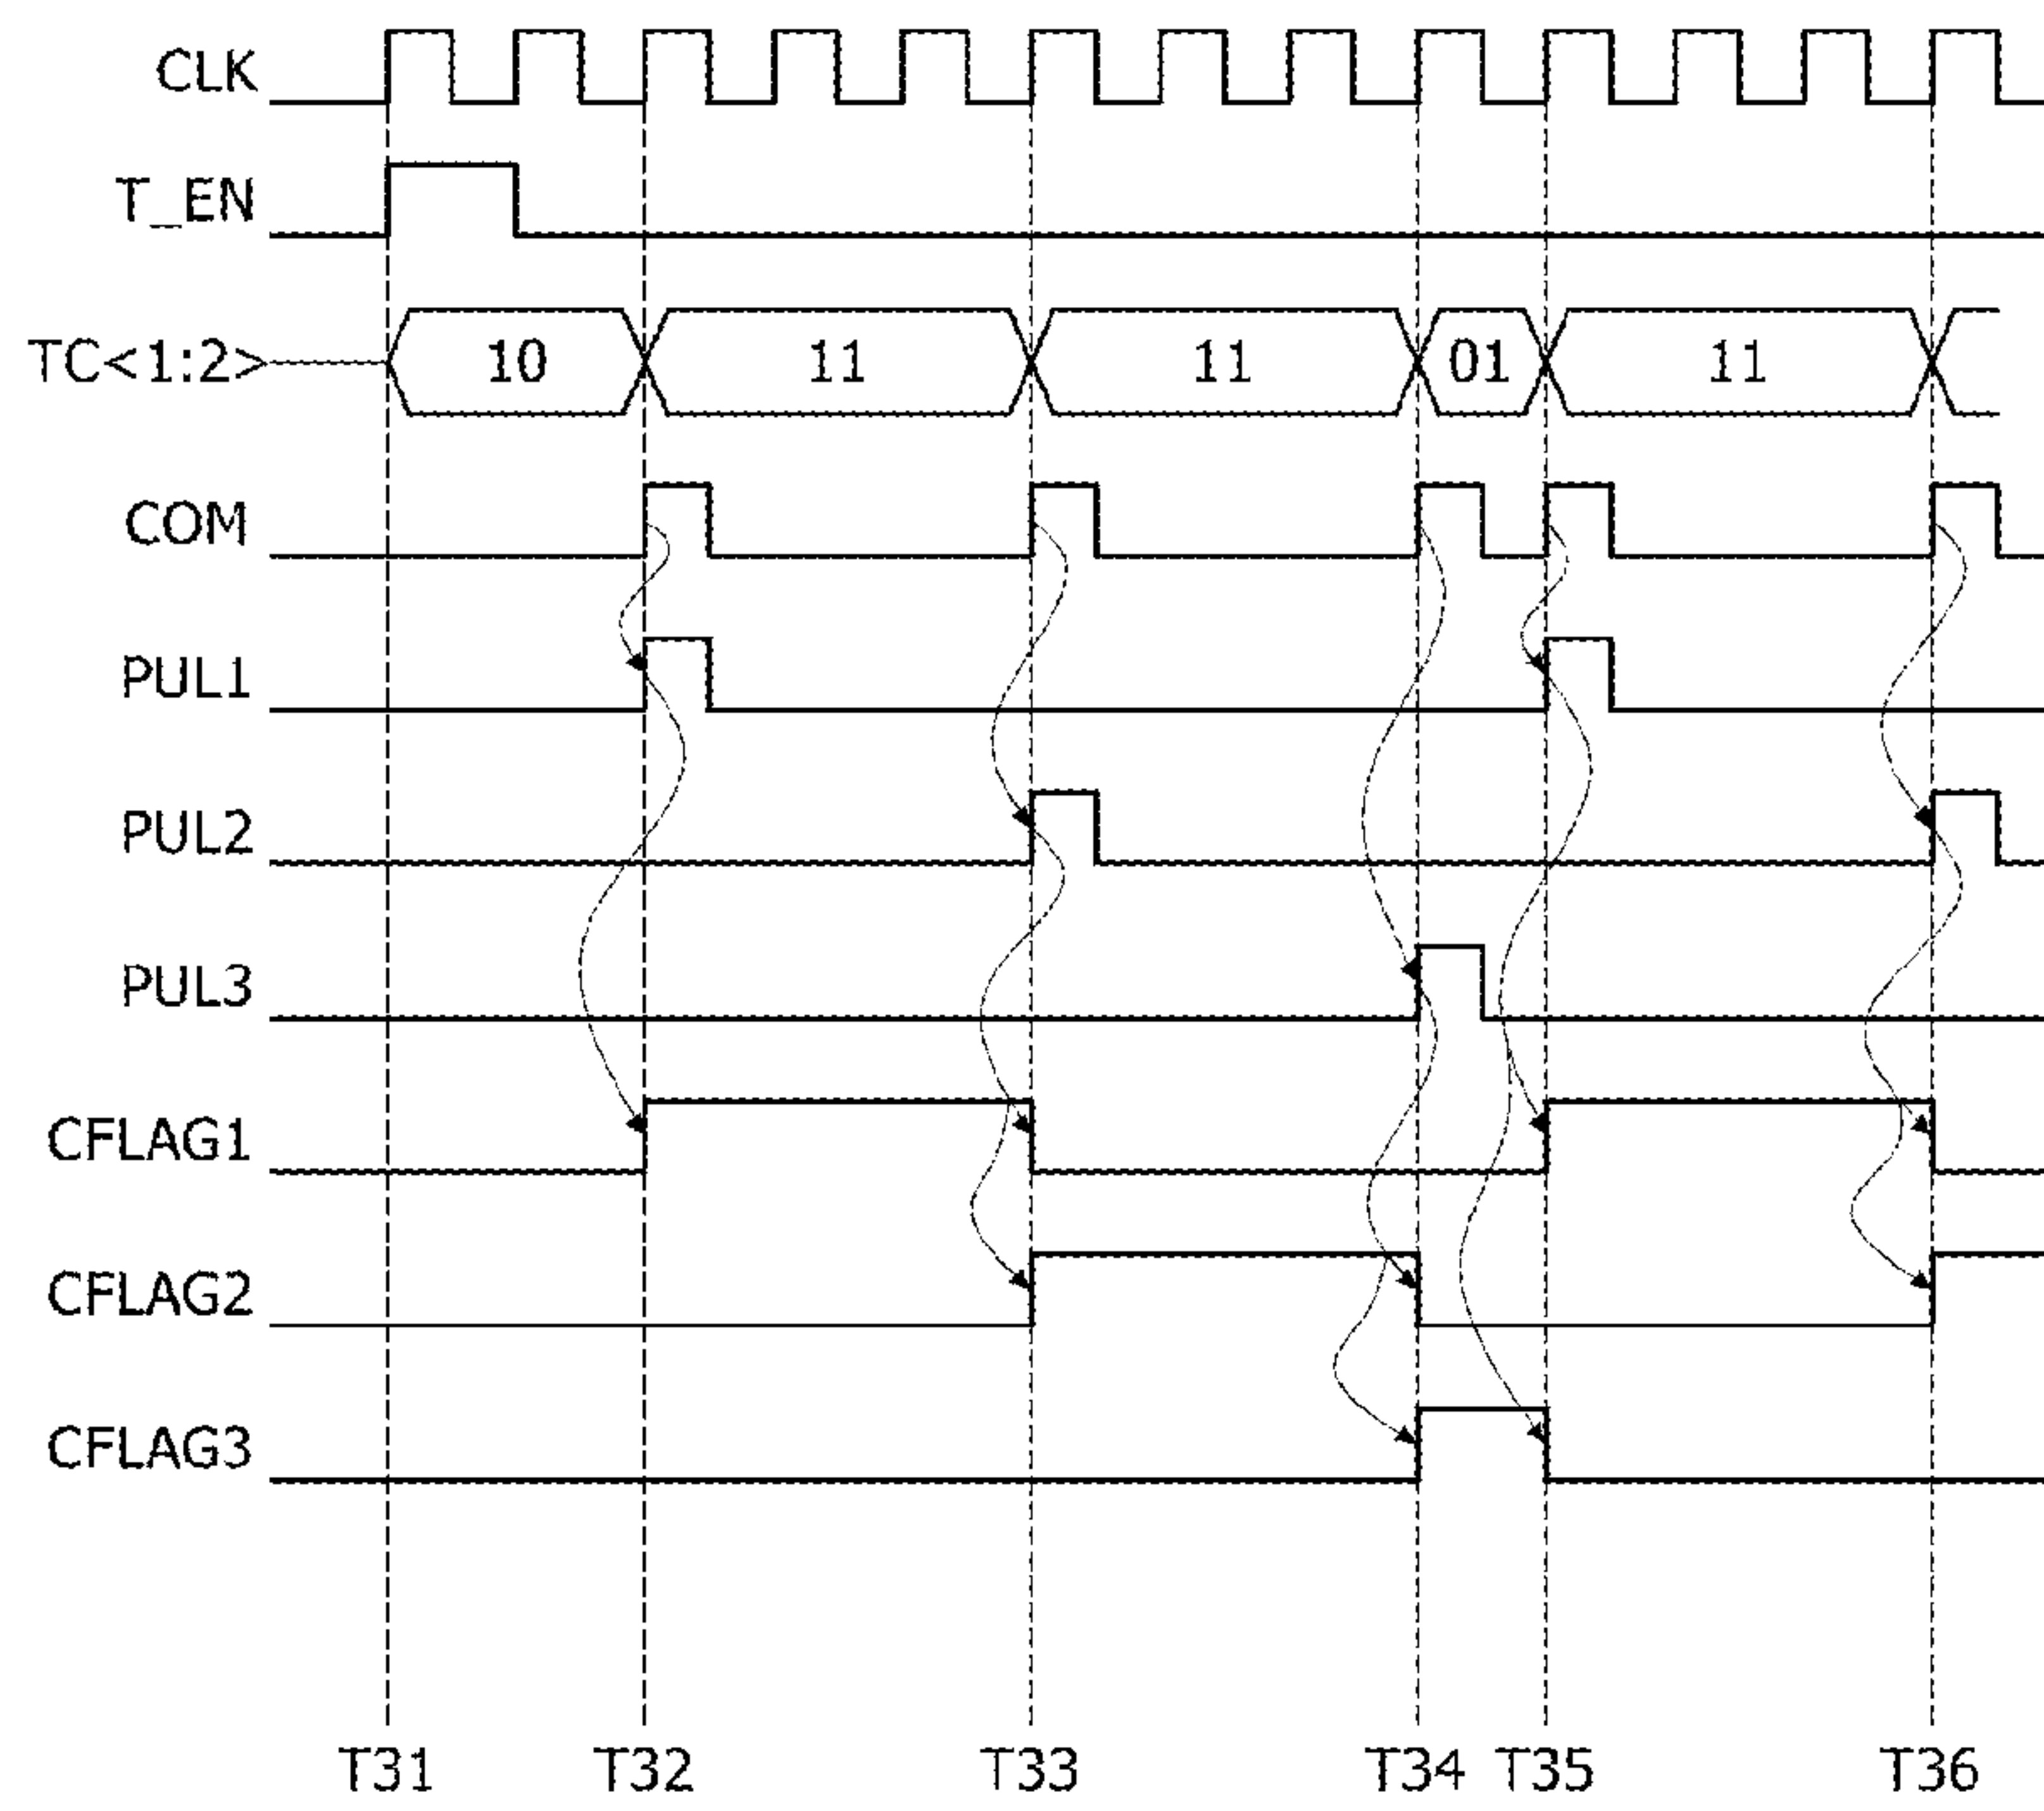 CLK
T_EN
TC<1:2> 10 11 11 01 11
COM
PUL1
PUL2
PUL3
CFLAG1
CFLAG2
CFLAG3
T31 T32 T33 T34 T35 T36